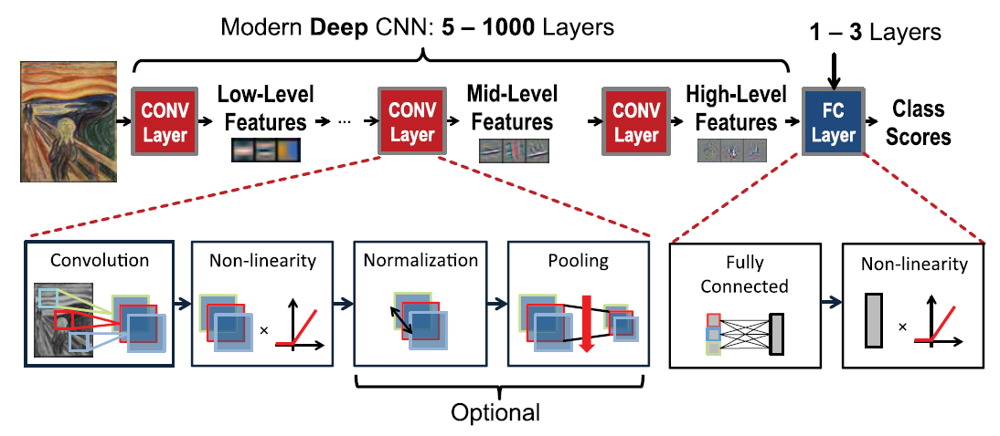 Modern Deep CNN: 5 – 1000 Layers
1 – 3 Layers
CONV
Layer
Low-Level
Features
...
CONV
Layer
Mid-Level
Features
CONV
Layer
High-Level
Features
FC
Layer
Class
Scores
Convolution
Non-linearity
×
Normalization
Pooling
Optional
Fully
Connected
Non-linearity
×